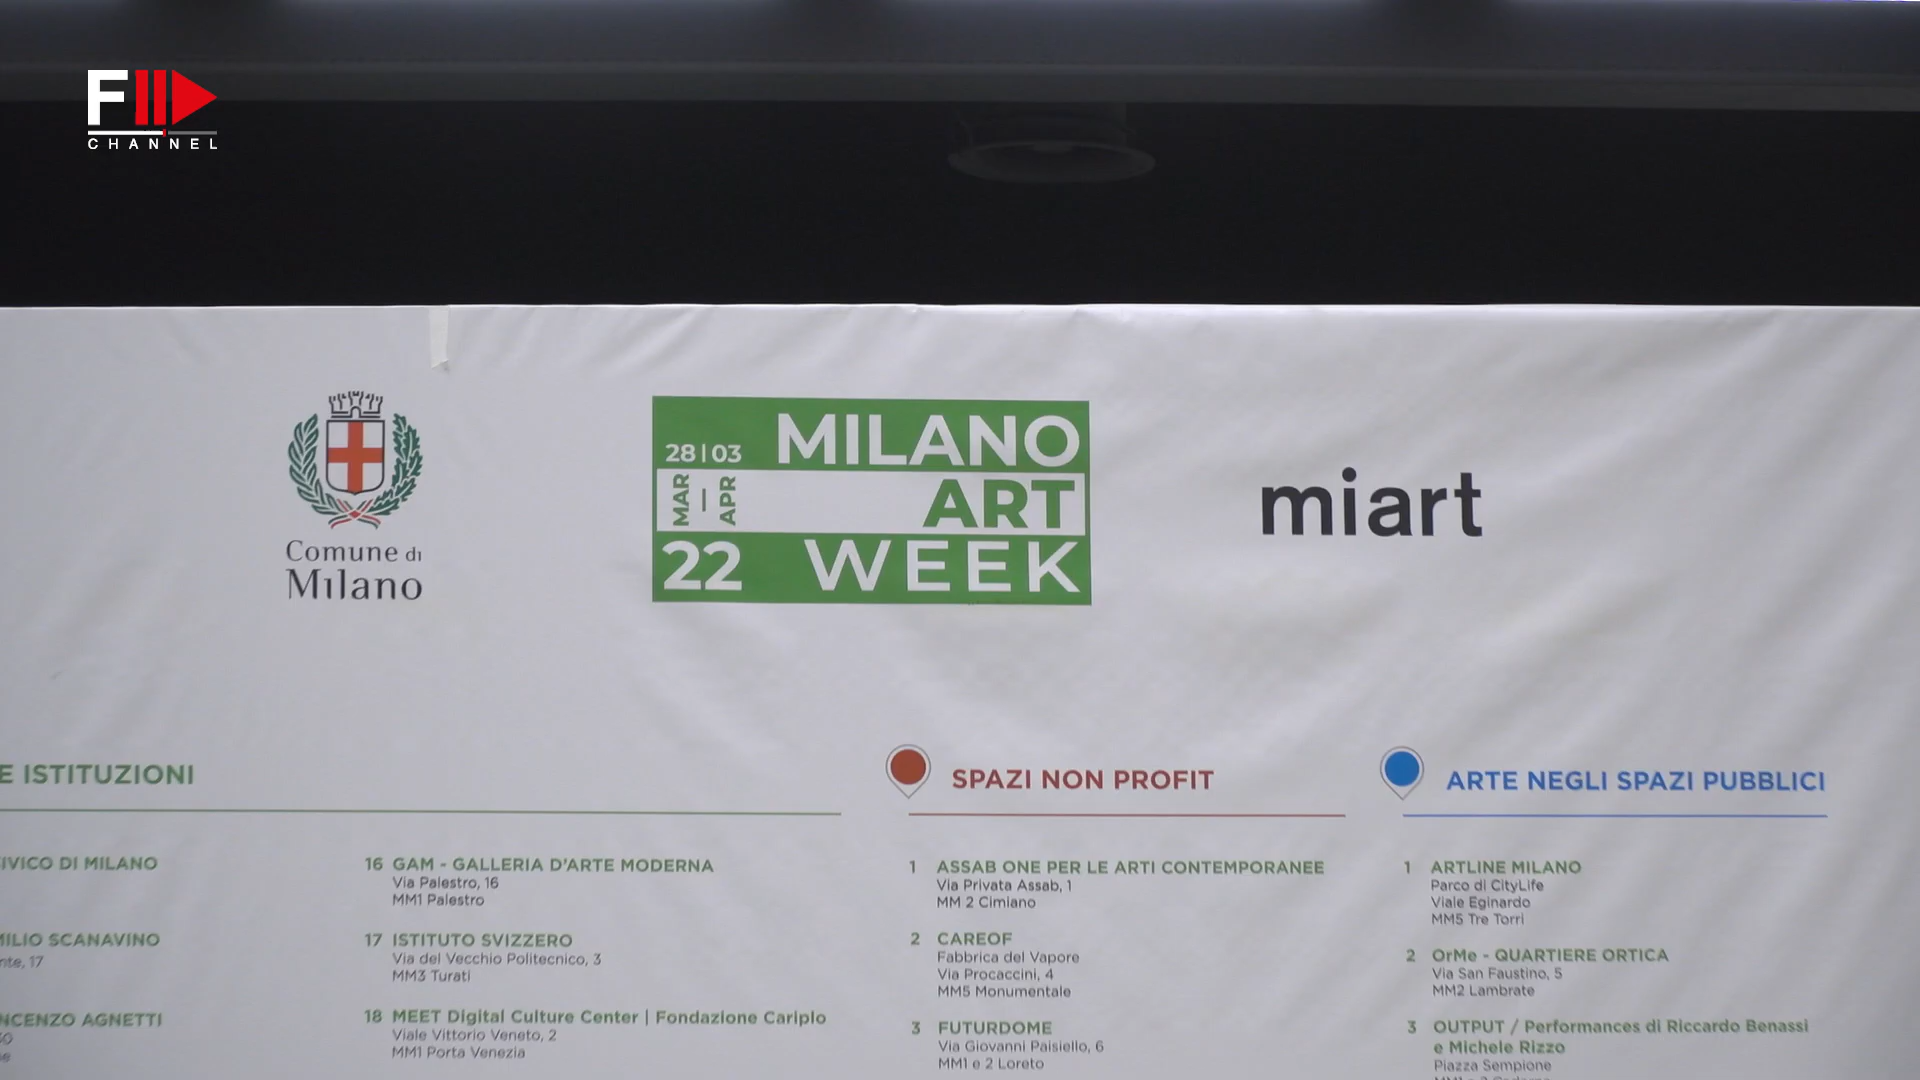 F
CHANNEL
Comune di
Milano
28 | 03
MAR — APR
22
MILANO
ART
WEEK
miart
E ISTITUZIONI
DI MILANO
SCANAVINO
17
AGNETTI
16 GAM - GALLERIA D'ARTE MODERNA
Via Palestro, 16
MM1 Palestro
17 ISTITUTO SVIZZERO
Via del Vecchio Politecnico, 3
MM3 Turati
18 MEET Digital Culture Center | Fondazione Cariplo
Viale Vittorio Veneto, 2
MM1 Porta Venezia
SPAZI NON PROFIT
1 ASSAB ONE PER LE ARTI CONTEMPORANEE
Via Privata Assab, 1
MM 2 Cimiano
2 CAREOF
Fabbrica del Vapore
Via Procaccini, 4
MM5 Monumentale
3 FUTURDOME
Via Giovanni Paisiello, 6
MM1 e 2 Loreto
ARTE NEGLI SPAZI PUBBLICI
1 ARTLINE MILANO
Parco di CityLife
Viale Eginardo
MM5 Tre Torri
2 OrMe - QUARTIERE ORTICA
Via San Faustino, 5
MM2 Lambrate
3 OUTPUT / Performances di Riccardo Benassi
e Michele Rizzo
Piazza Sempione